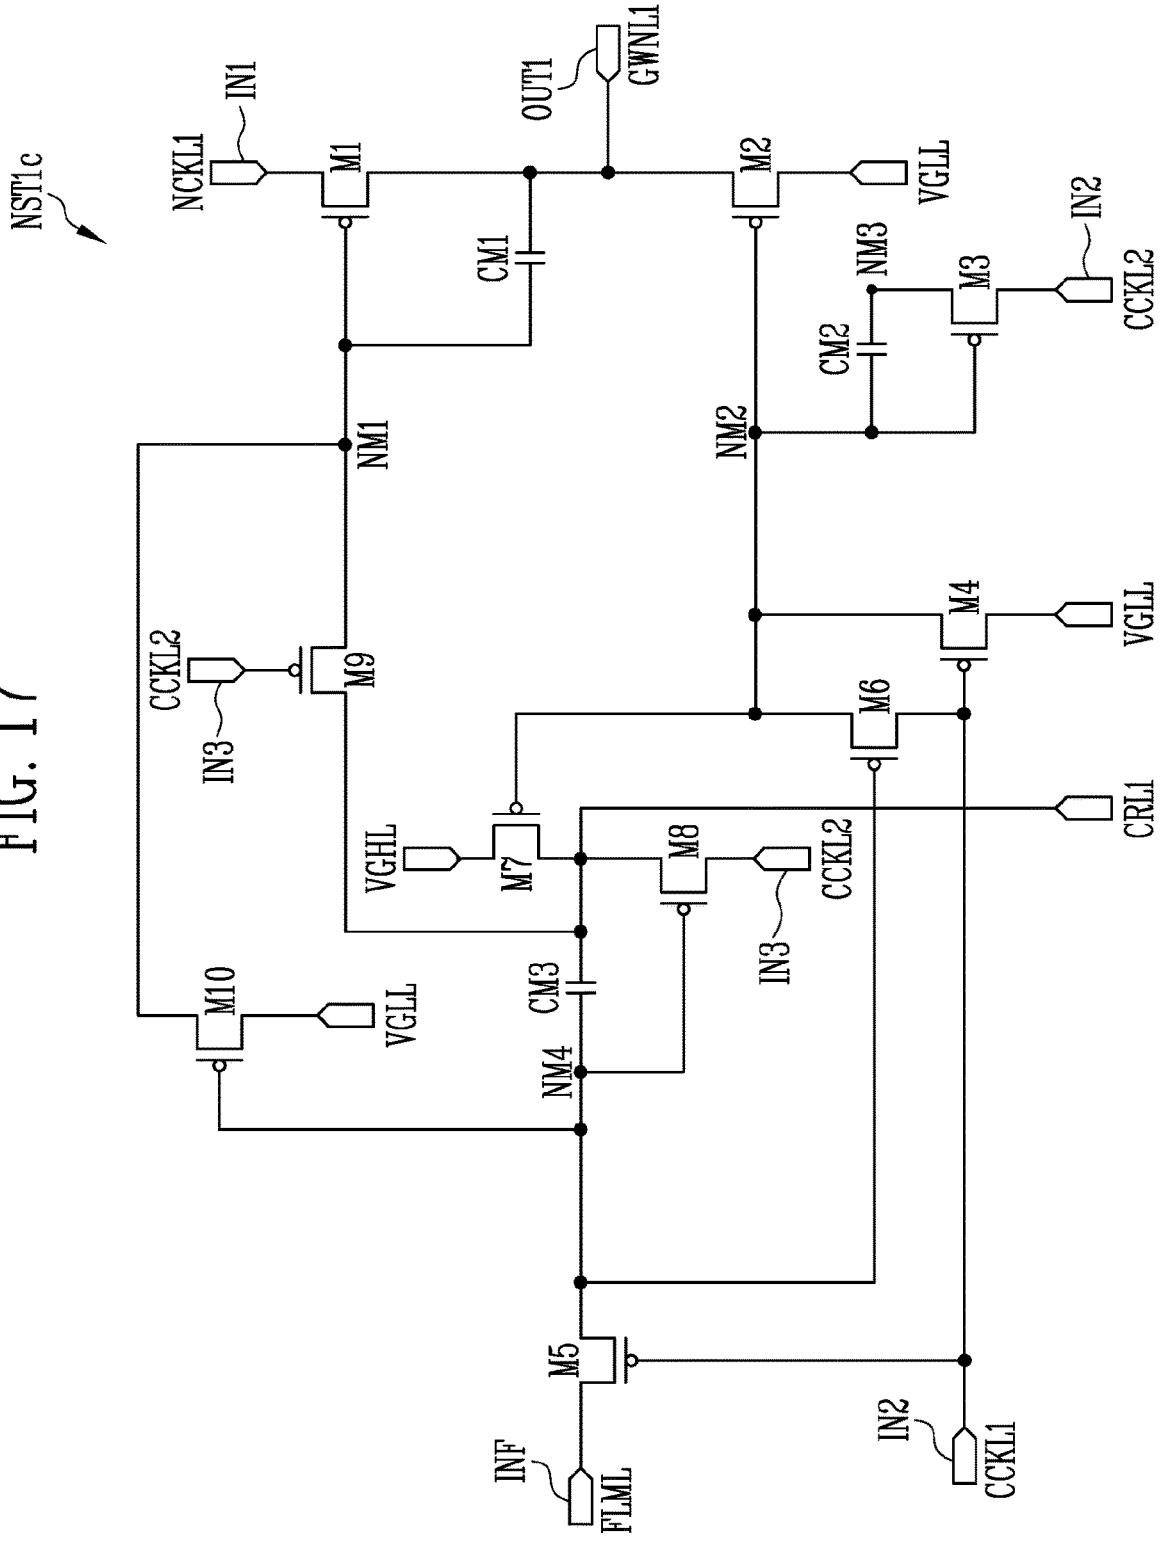 FIG. 17
NST1c
NCKL1
IN1
M1
OUT1
GWNL1
CM1
M2
VGLL
NM1
NM2
CM2
NM3
M3
IN2
CCKL2
CCKL2
IN3
M9
M6
M4
VGLL
VGHL
M7
M8
CCKL2
IN3
CRL1
M10
VGLL
CM3
NM4
M5
INF
FLML
IN2
CCKL1